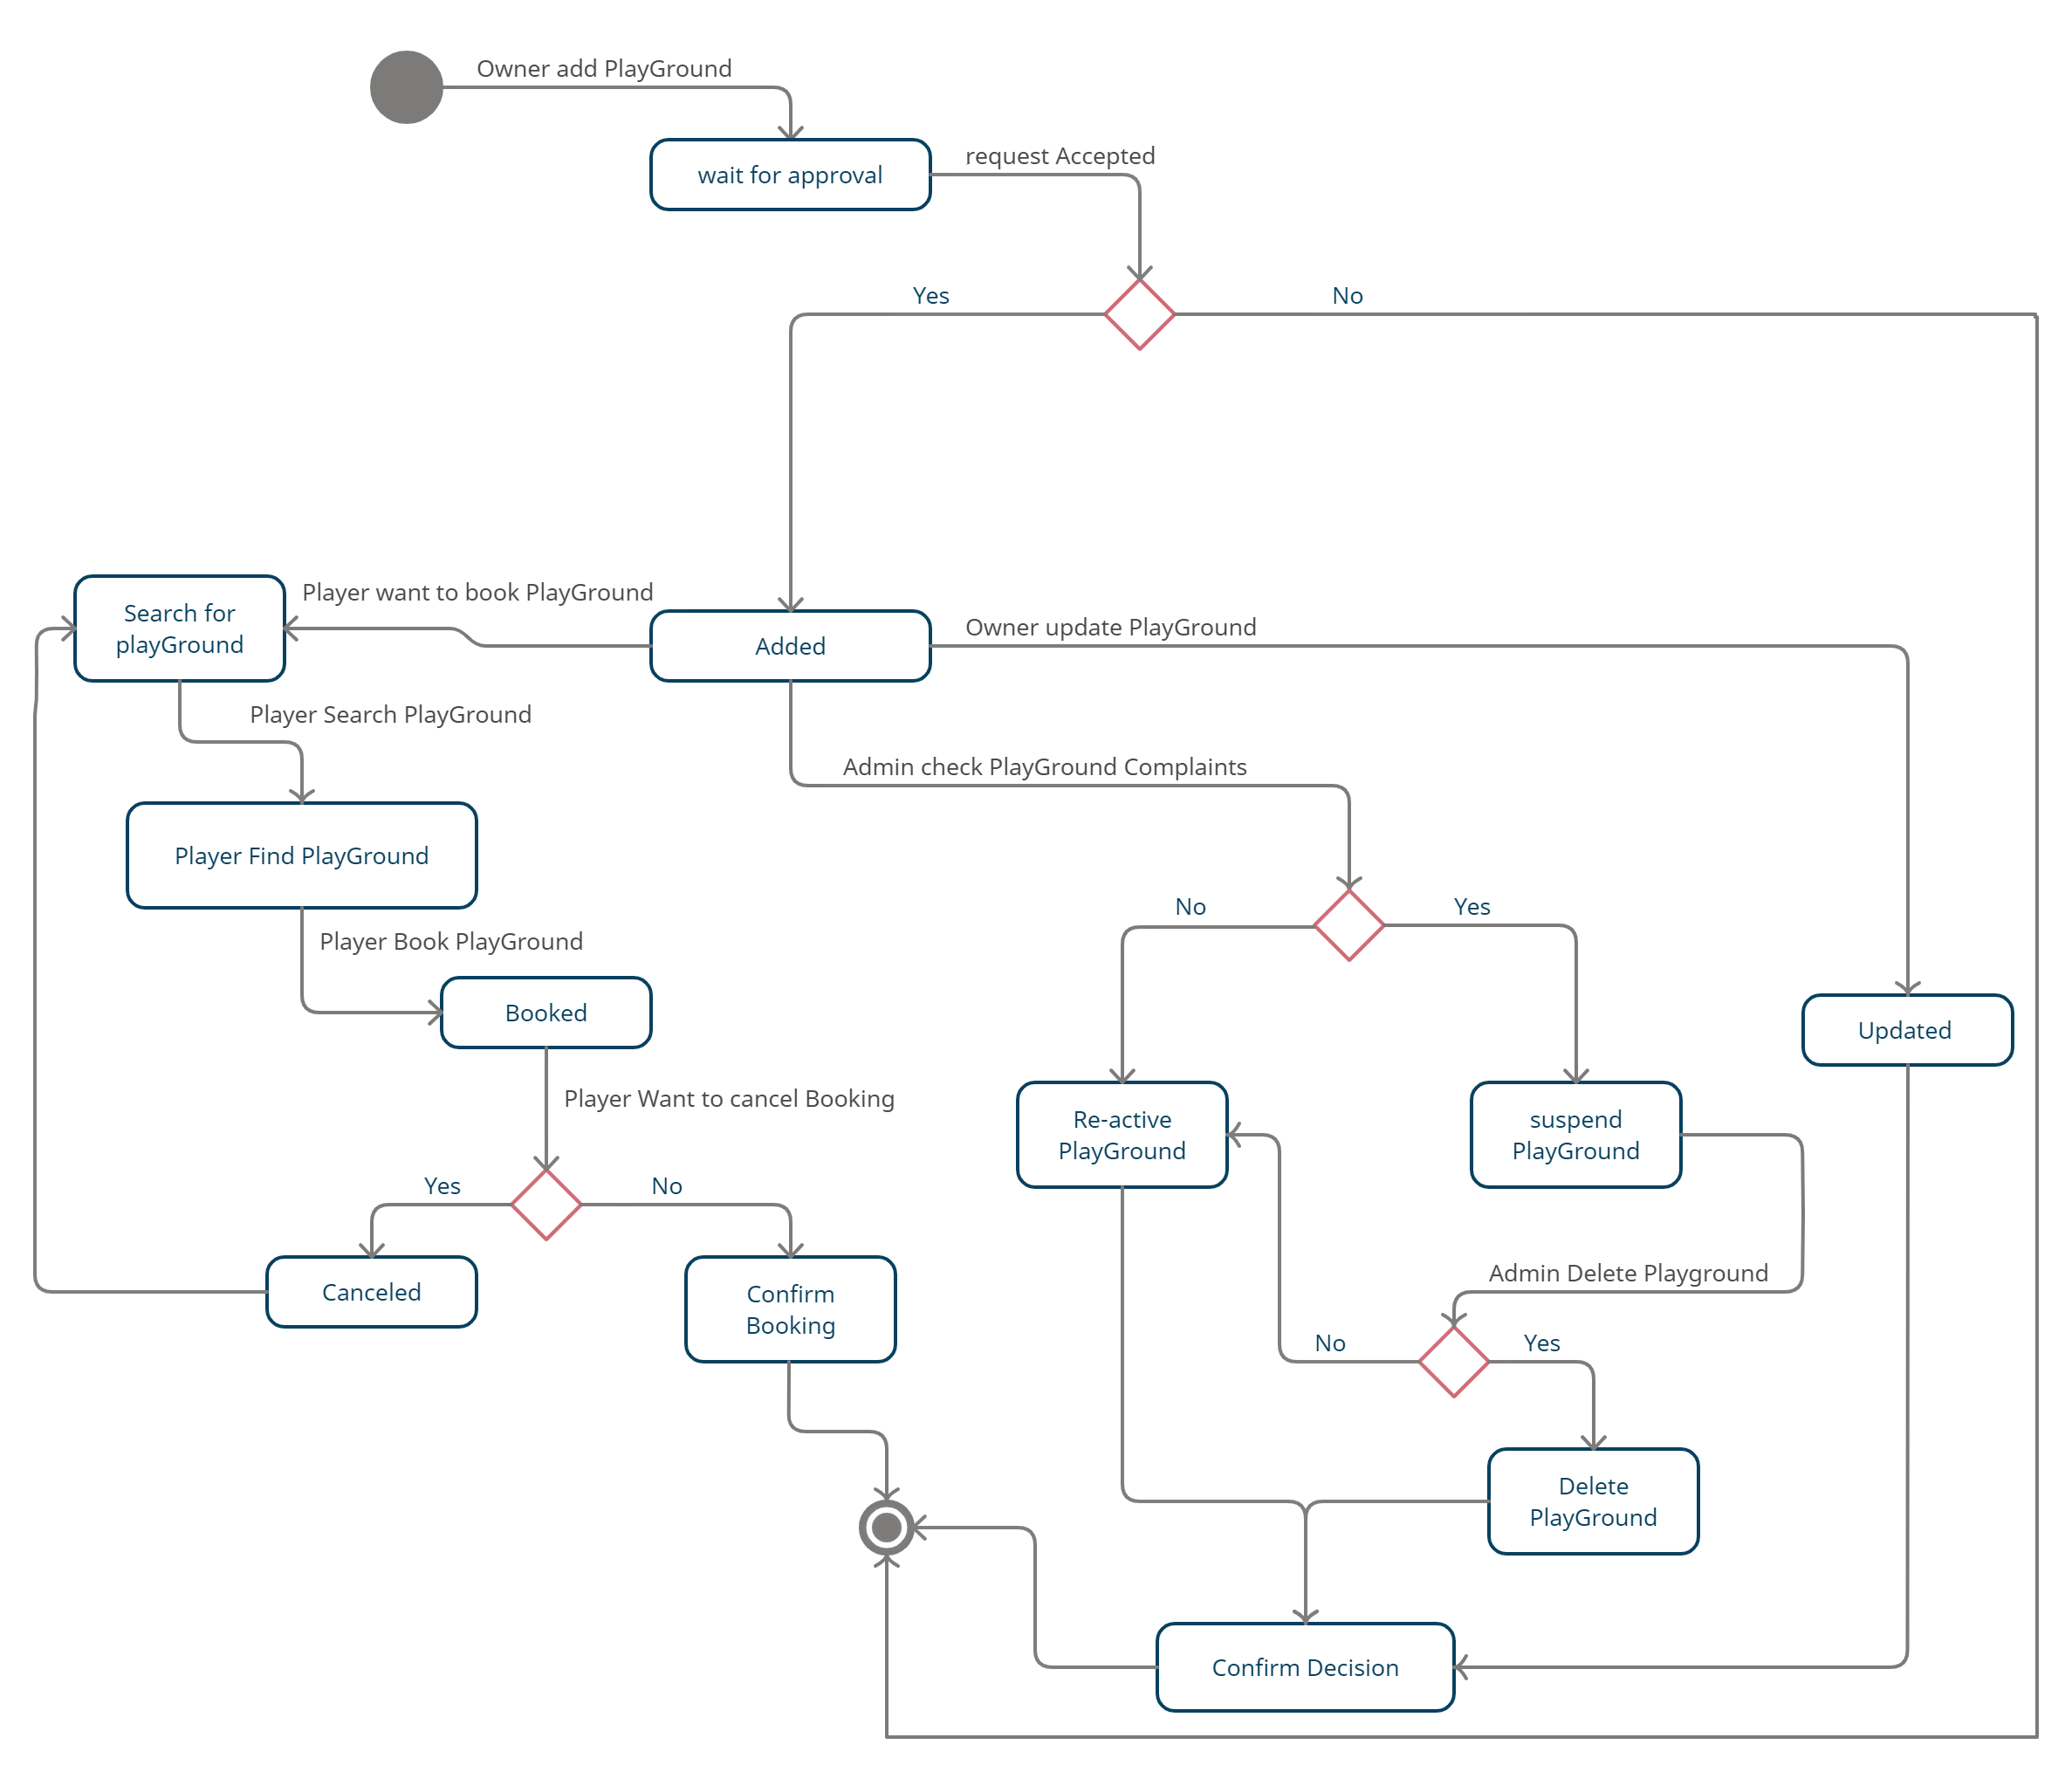 Owner add PlayGround
wait for approval
request Accepted
Yes
No
Search for
playGround
Player want to book PlayGround
Added
Owner update PlayGround
Player Search PlayGround
Admin check PlayGround Complaints
Player Find PlayGround
No
Yes
Player Book PlayGround
Booked
Updated
Player Want to cancel Booking
Re-active
PlayGround
suspend
PlayGround
Yes
No
Canceled
Confirm
Booking
Admin Delete Playground
No
Yes
Delete
PlayGround
Confirm Decision